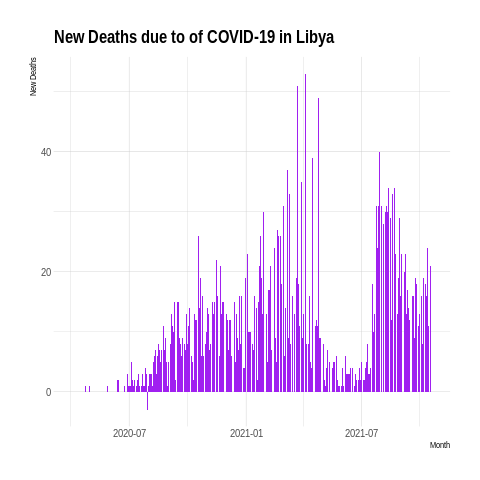 New Deaths due to of COVID-19 in Libya
New Deaths
40
20
0
2020-07
2021-01
2021-07
Month